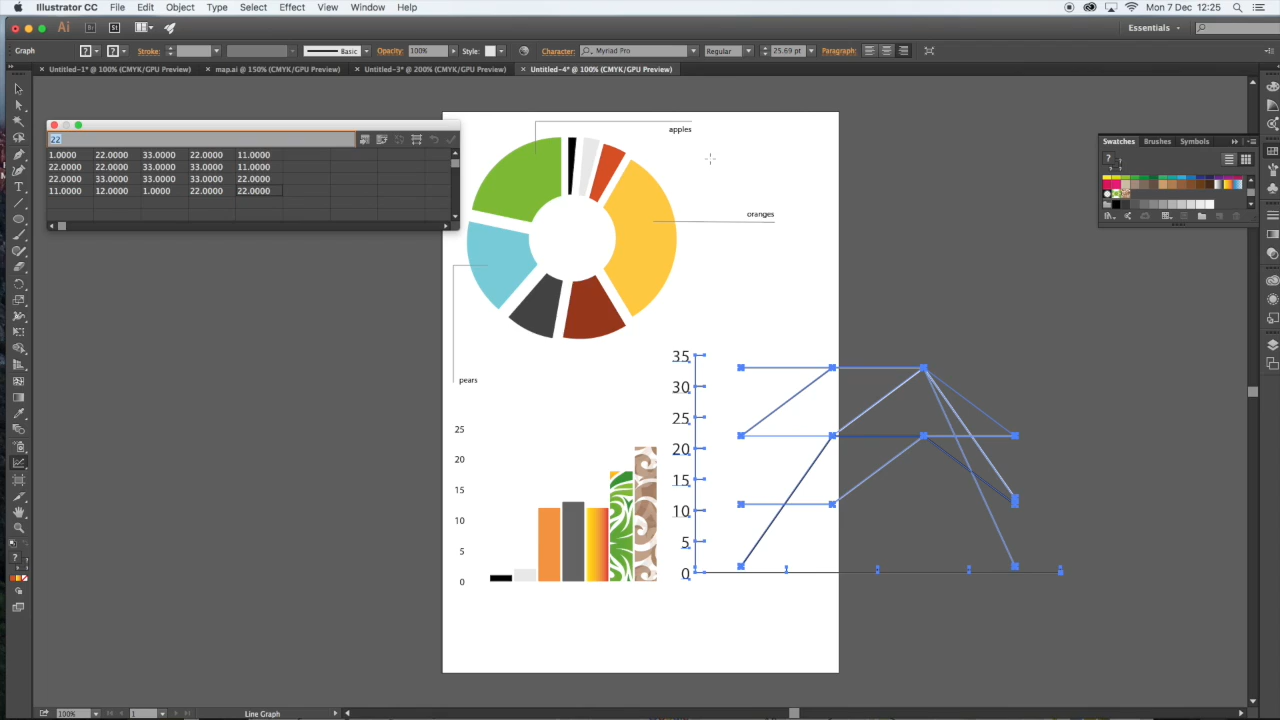 Illustrator CC File Edit Object Type Select Effect View Window Help Mon 7 Dec 12:25
Ai Br St Essentials
Graph ? ? Stroke: Basic Opacity: 100% Style: Character: Myriad Pro Regular 25.69 pt Paragraph:
Untitled-1* @ 100% (CMYK/GPU Preview) map.ai @ 150% (CMYK/GPU Preview) Untitled-3* @ 200% (CMYK/GPU Preview) Untitled-4* @ 100% (CMYK/GPU Preview)
22
1.0000 22.0000 33.0000 22.0000 11.0000
22.0000 22.0000 33.0000 33.0000 11.0000
22.0000 33.0000 33.0000 33.0000 22.0000
11.0000 12.0000 1.0000 22.0000 22.0000
Swatches Brushes Symbols
apples
oranges
pears
25
20
15
10
5
0
35
30
25
20
15
10
5
0
100% 1 Line Graph